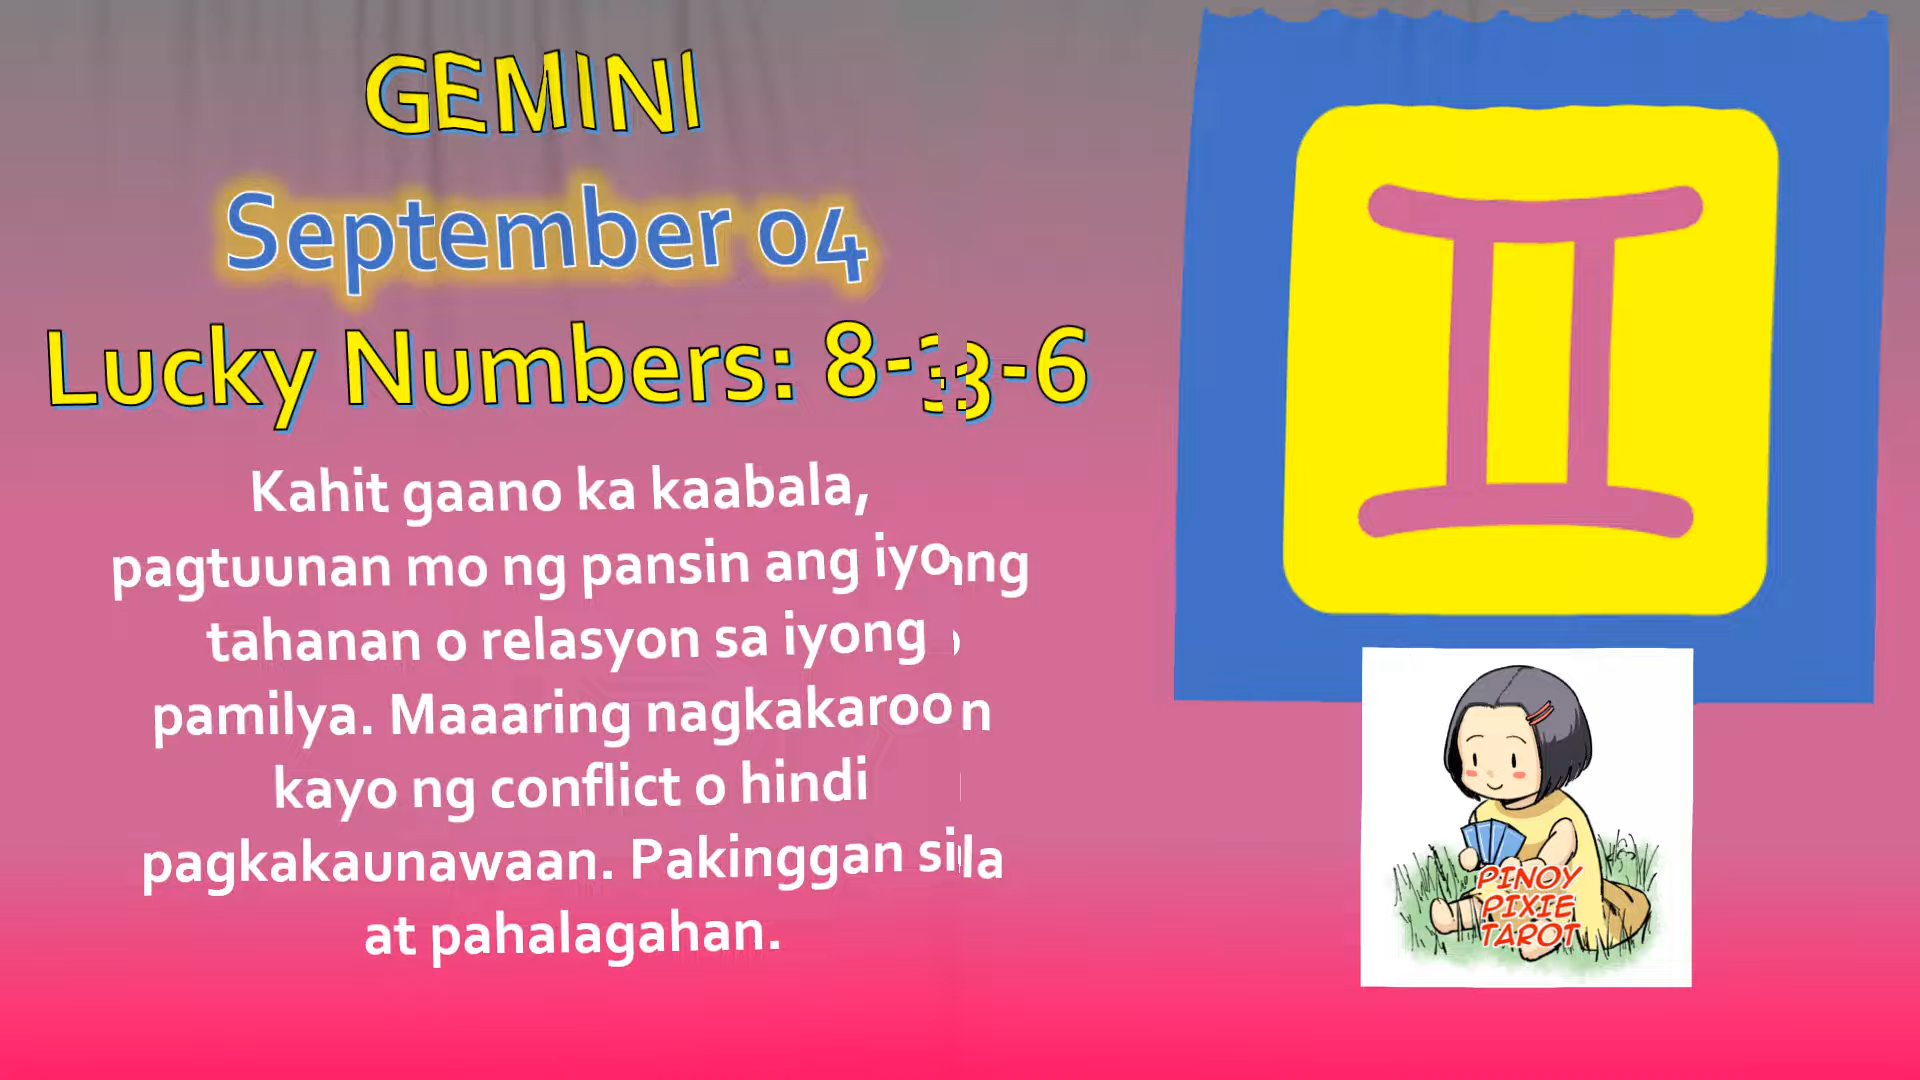 GEMINI
September 04
Lucky Numbers: 8- -6
Kahit gaano ka kaabala,
pagtuunan mo ng pansin ang iyong
tahanan o relasyon sa iyong
pamilya. Maaaring nagkakaroon
kayo ng conflict o hindi
pagkakaunawaan. Pakinggan sila
at pahalagahan.
PINOY
PIXIE
TAROT